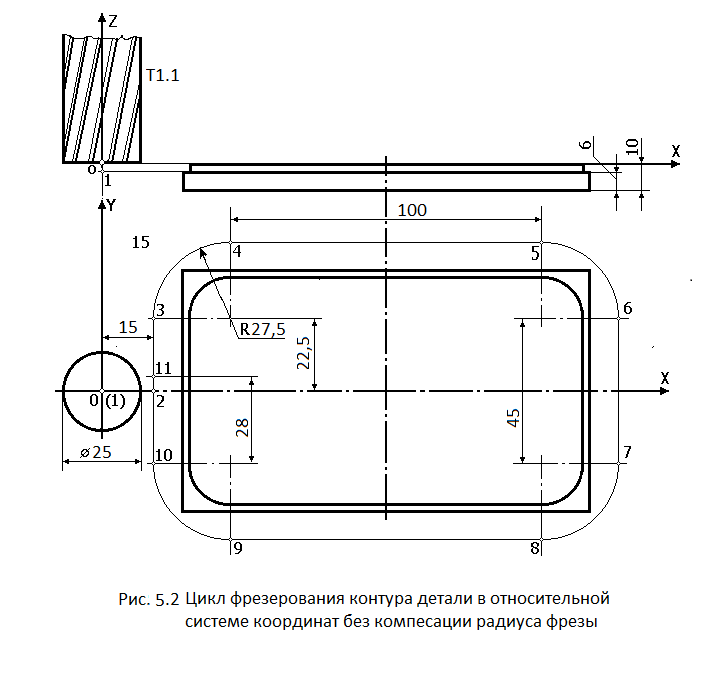 Z
T1.1
0
1
6
10
X
Y
100
15
4
5
3
6
15
R27,5
22,5
11
X
0 (1)
2
28
45
⌀25
10
7
9
8
Рис. 5.2 Цикл фрезерования контура детали в относительной
системе координат без компесации радиуса фрезы